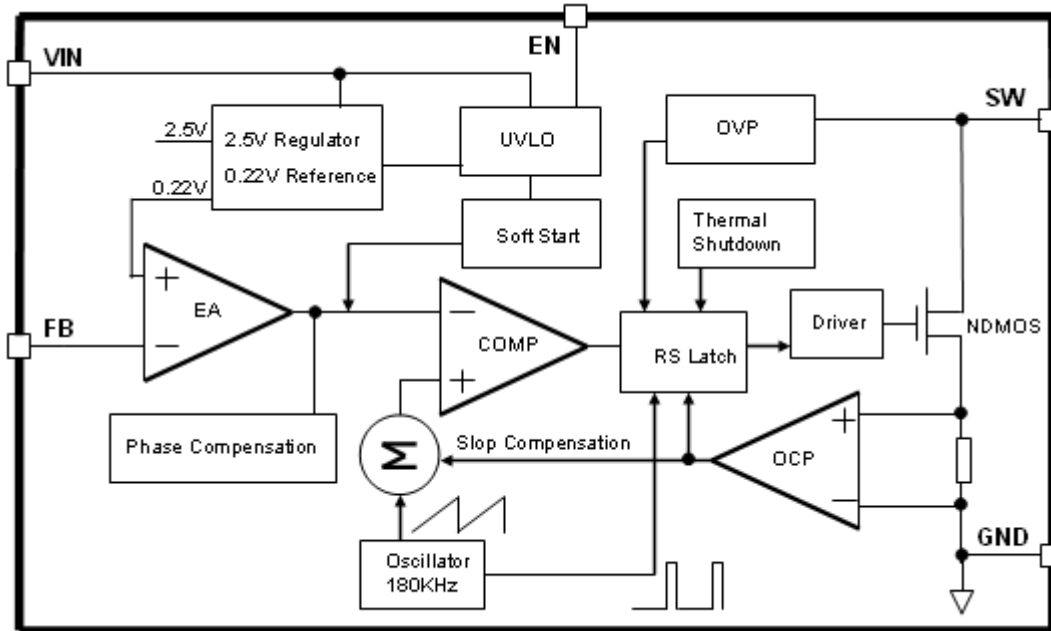 EN
VIN
SW
2.5V
2.5V Regulator
0.22V Reference
UVLO
OVP
0.22V
Soft Start
Thermal
Shutdown
+
EA
−
FB
−
COMP
+
RS Latch
Driver
NDMOS
Phase Compensation
Σ
Slop Compensation
+
OCP
−
GND
Oscillator
180KHz